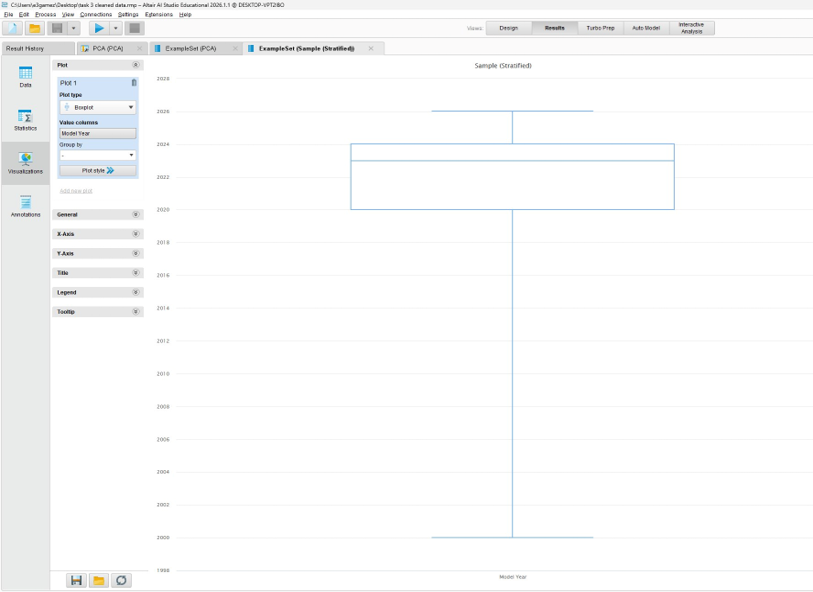 C:\Users\w3games\Desktop\task 3 cleaned data.rmp – Altair AI Studio Educational 2026.1.1 @ DESKTOP-VPT2IBO
File Edit Process View Connections Settings Extensions Help
Views: Design Results Turbo Prep Auto Model Interactive Analysis
Result History PCA (PCA) ExampleSet (PCA) ExampleSet (Sample (Stratified))
Data
Statistics
Visualizations
Annotations
Plot
Plot 1
Plot type
Boxplot
Value columns
Model Year
Group by
-
Plot style
Add new plot
General
X-Axis
Y-Axis
Title
Legend
Tooltip
Sample (Stratified)
2028
2026
2024
2022
2020
2018
2016
2014
2012
2010
2008
2006
2004
2002
2000
1998
Model Year